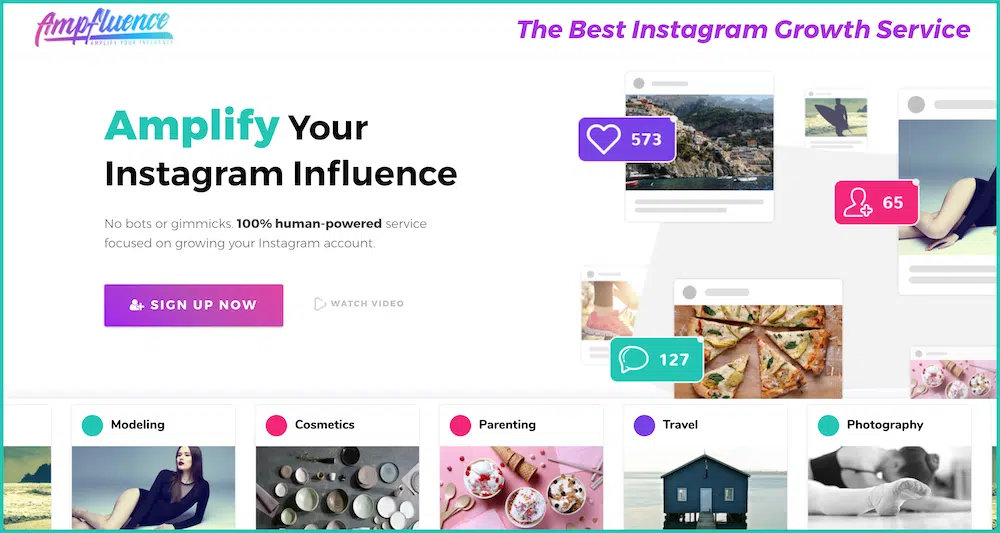 Ampfluence
AMPLIFY YOUR INFLUENCE
The Best Instagram Growth Service
Amplify Your
Instagram Influence
No bots or gimmicks. 100% human-powered service
focused on growing your Instagram account.
SIGN UP NOW
WATCH VIDEO
573
65
127
Modeling
Cosmetics
Parenting
Travel
Photography